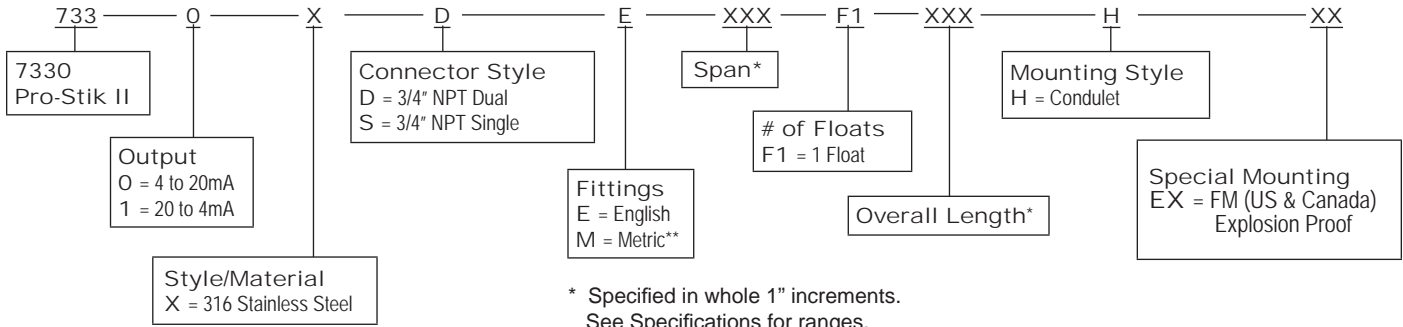 733 0 X D E XXX F1 XXX H XX
7330
Pro-Stik II
Output
0 = 4 to 20mA
1 = 20 to 4mA
Style/Material
X = 316 Stainless Steel
Connector Style
D = 3/4" NPT Dual
S = 3/4" NPT Single
Fittings
E = English
M = Metric**
Span*
# of Floats
F1 = 1 Float
Overall Length*
Mounting Style
H = Condulet
Special Mounting
EX = FM (US & Canada)
Explosion Proof
* Specified in whole 1” increments.
See Specifications for ranges.